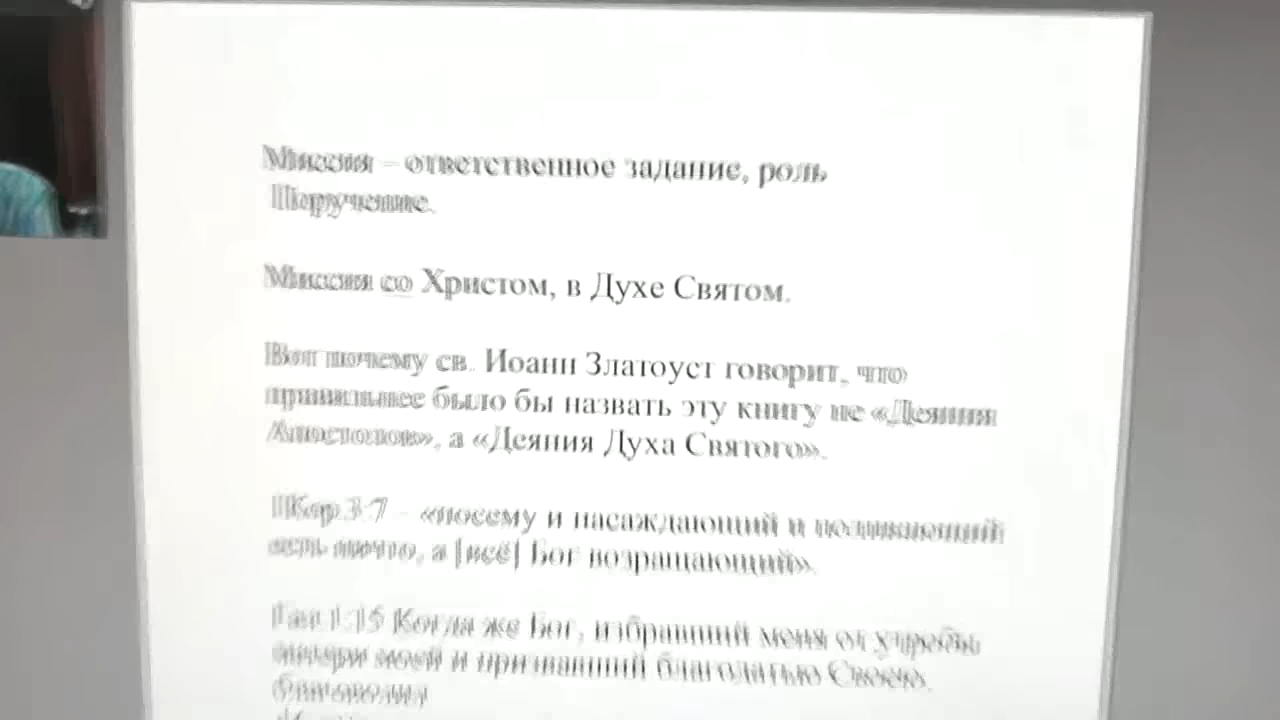 Миссия – ответственное задание, роль
Поручение.
Миссия со Христом, в Духе Святом.
Вот почему св. Иоанн Златоуст говорит, что
правильнее было бы назвать эту книгу не «Деяния
Апостолов», а «Деяния Духа Святого».
1Кор.3:7 – «посему и насаждающий и поливающий
есть ничто, а [всё] Бог возращающий».
Гал 1:15 Когда же Бог, избравший меня от утробы
матери моей и призвавший благодатью Своею,
благоволил